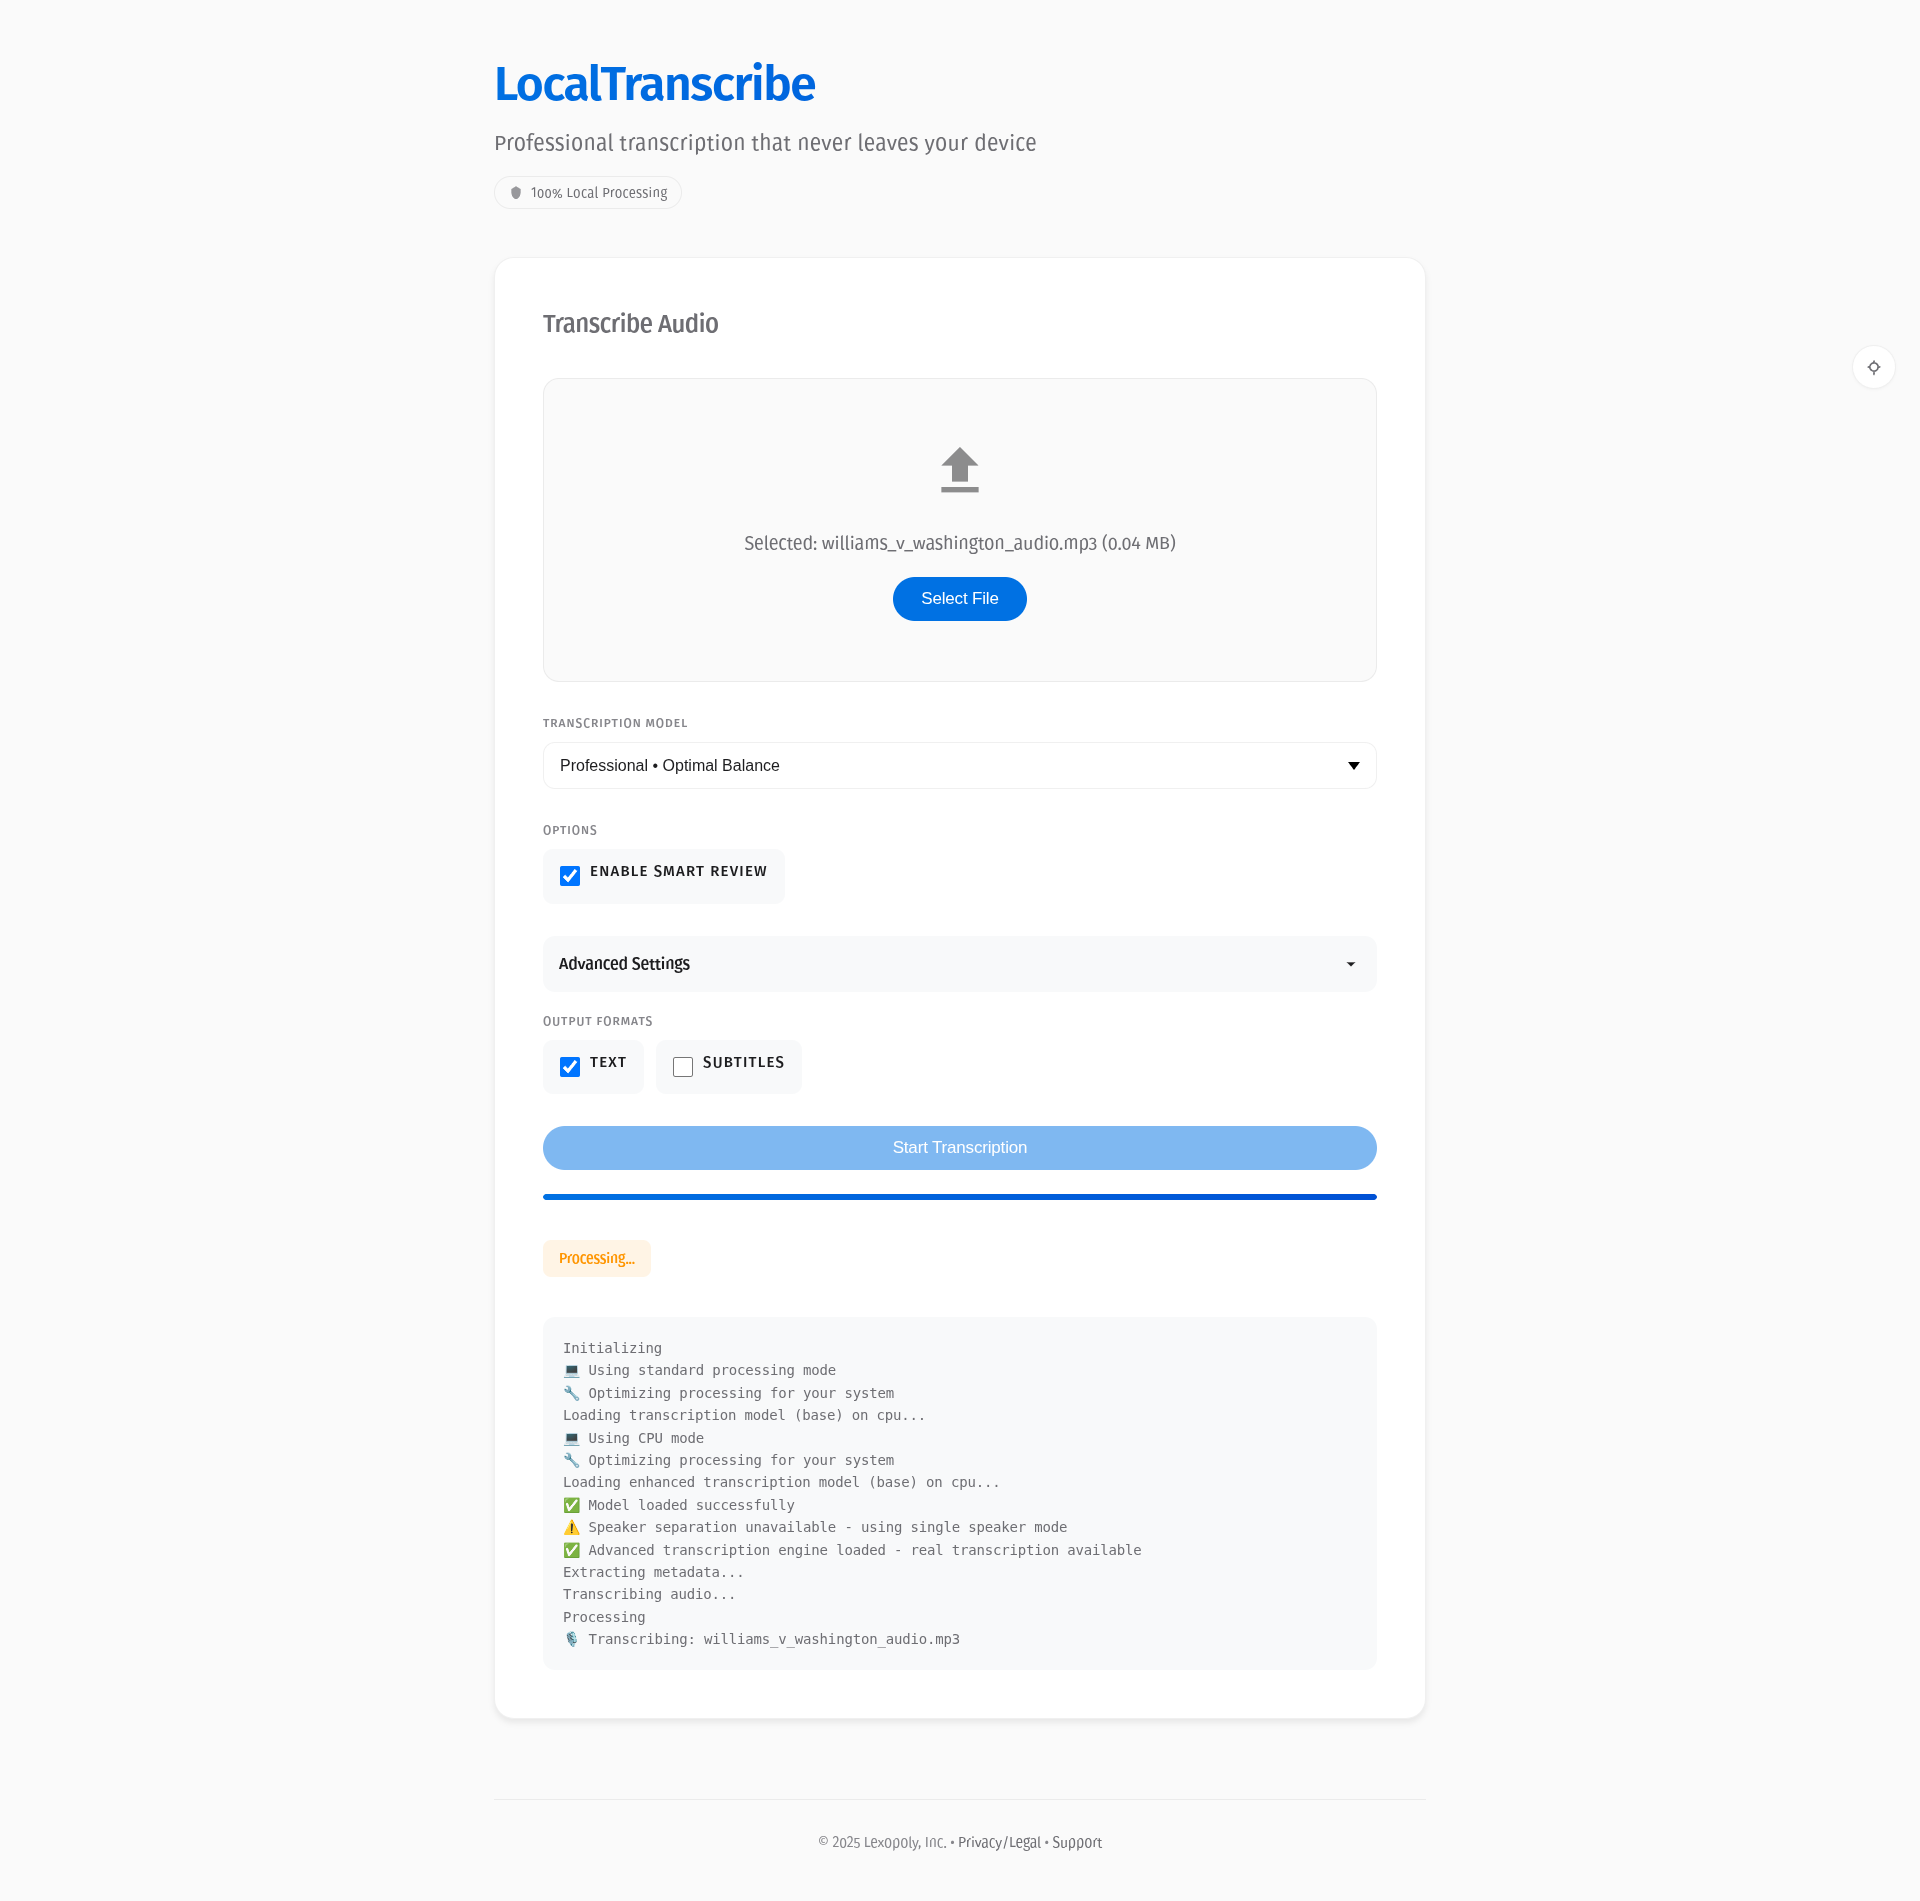 LocalTranscribe
Professional transcription that never leaves your device
100% Local Processing
Transcribe Audio
Selected: williams_v_washington_audio.mp3 (0.04 MB)
Select File
TRANSCRIPTION MODEL
Professional • Optimal Balance
OPTIONS
ENABLE SMART REVIEW
Advanced Settings
OUTPUT FORMATS
TEXT SUBTITLES
Start Transcription
Processing...
Initializing
💻 Using standard processing mode
🔧 Optimizing processing for your system
Loading transcription model (base) on cpu...
💻 Using CPU mode
🔧 Optimizing processing for your system
Loading enhanced transcription model (base) on cpu...
✅ Model loaded successfully
⚠️ Speaker separation unavailable - using single speaker mode
✅ Advanced transcription engine loaded - real transcription available
Extracting metadata...
Transcribing audio...
Processing
🎙️ Transcribing: williams_v_washington_audio.mp3
© 2025 Lexopoly, Inc. • Privacy/Legal • Support